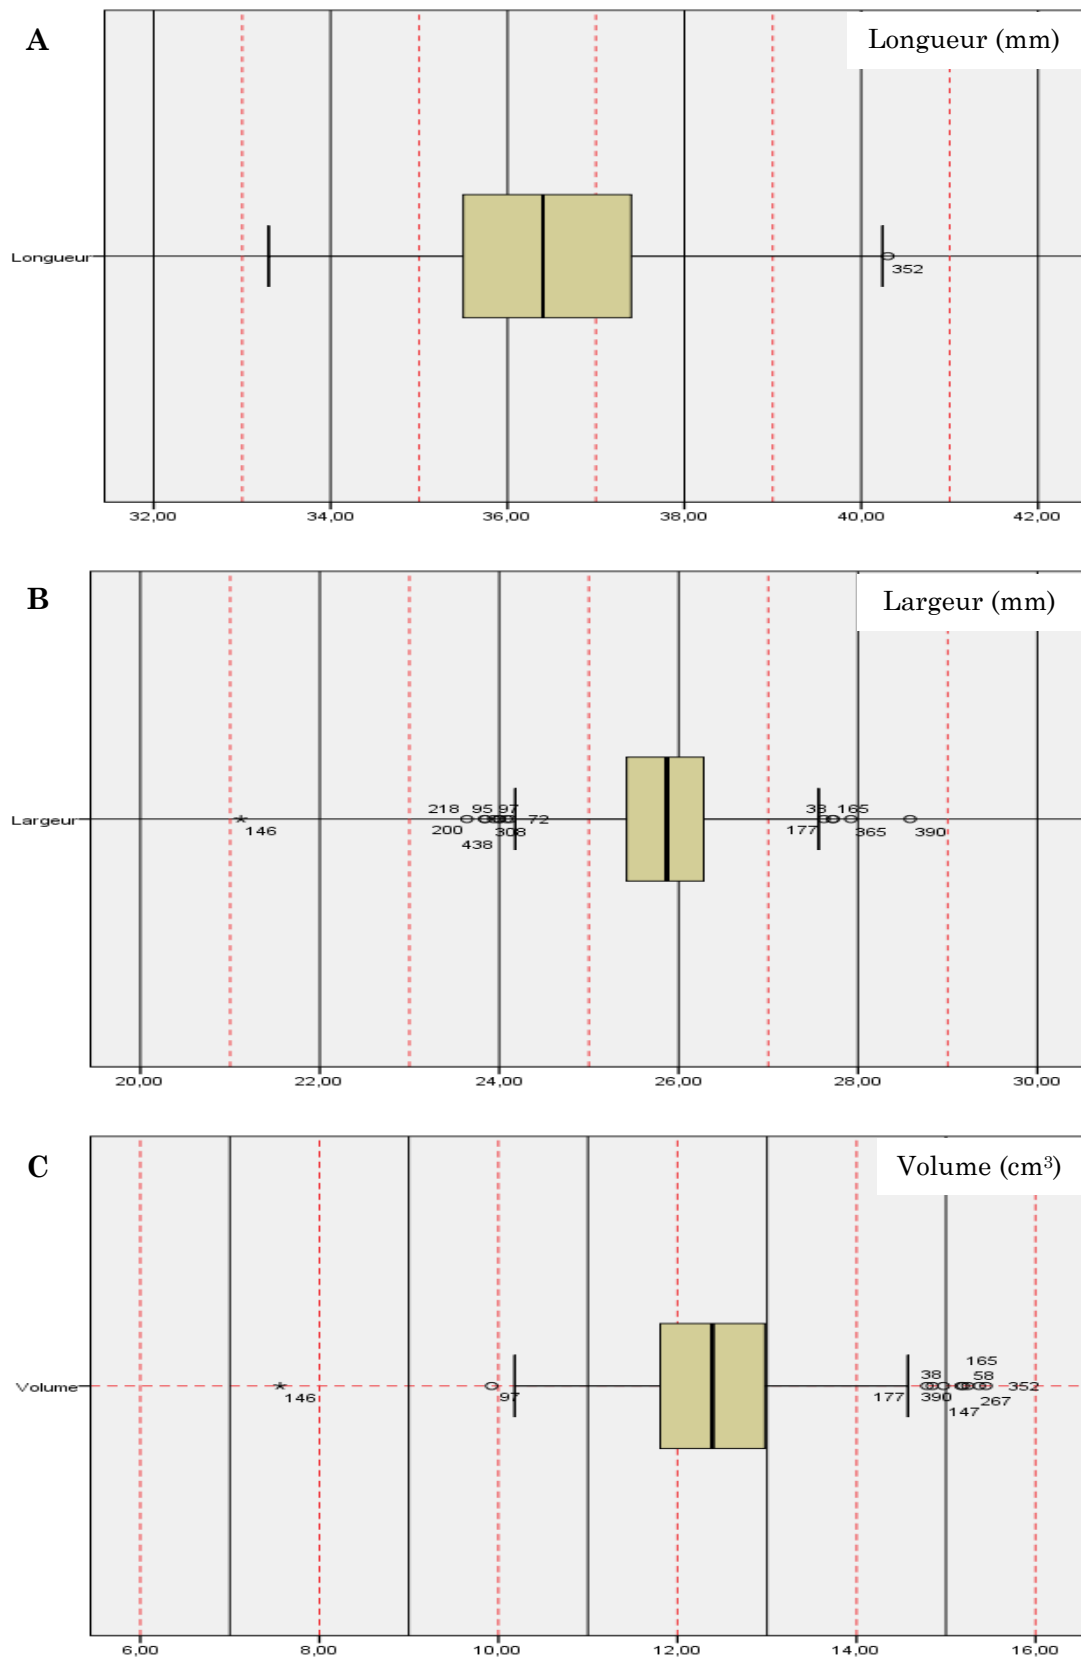 A
Longueur (mm)
Longueur
352
32,00 34,00 36,00 38,00 40,00 42,00
B
Largeur (mm)
218 95 97 38 165
Largeur
72
146 200 308 177 365 390
438
20,00 22,00 24,00 26,00 28,00 30,00
C
Volume (cm³)
165
38 58
Volume
352
146 97 177 390 267
147
6,00 8,00 10,00 12,00 14,00 16,00